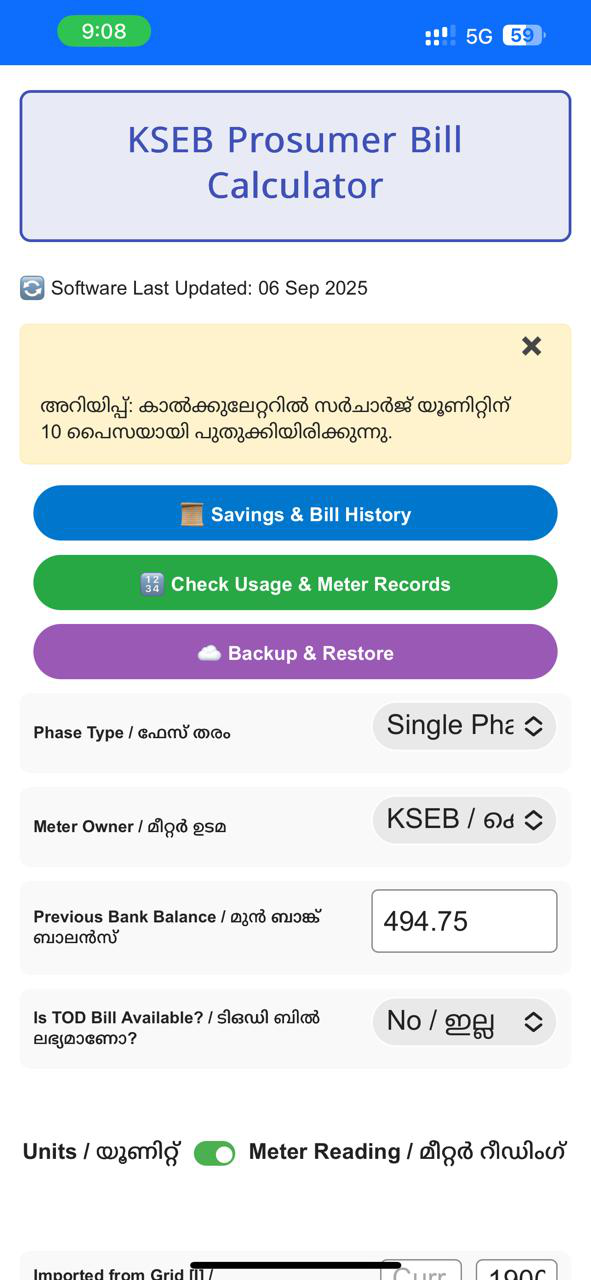 9:08
5G
59
KSEB Prosumer Bill
Calculator
Software Last Updated: 06 Sep 2025
അറിയിപ്പ്: കാൽക്കുലേറ്ററിൽ സർചാർജ് യൂണിറ്റിന്
10 പൈസയായി പുതുക്കിയിരിക്കുന്നു.
Savings & Bill History
Check Usage & Meter Records
Backup & Restore
Phase Type / ഫേസ് തരം
Single Pha
Meter Owner / മീറ്റർ ഉടമ
KSEB / കെ
Previous Bank Balance / മുൻ ബാങ്ക്
ബാലൻസ്
494.75
Is TOD Bill Available? / ടിഒഡി ബിൽ
ലഭ്യമാണോ?
No / ഇല്ല
Units / യൂണിറ്റ്
Meter Reading / മീറ്റർ റീഡിംഗ്
Imported from Grid [I] /
Curr
1900